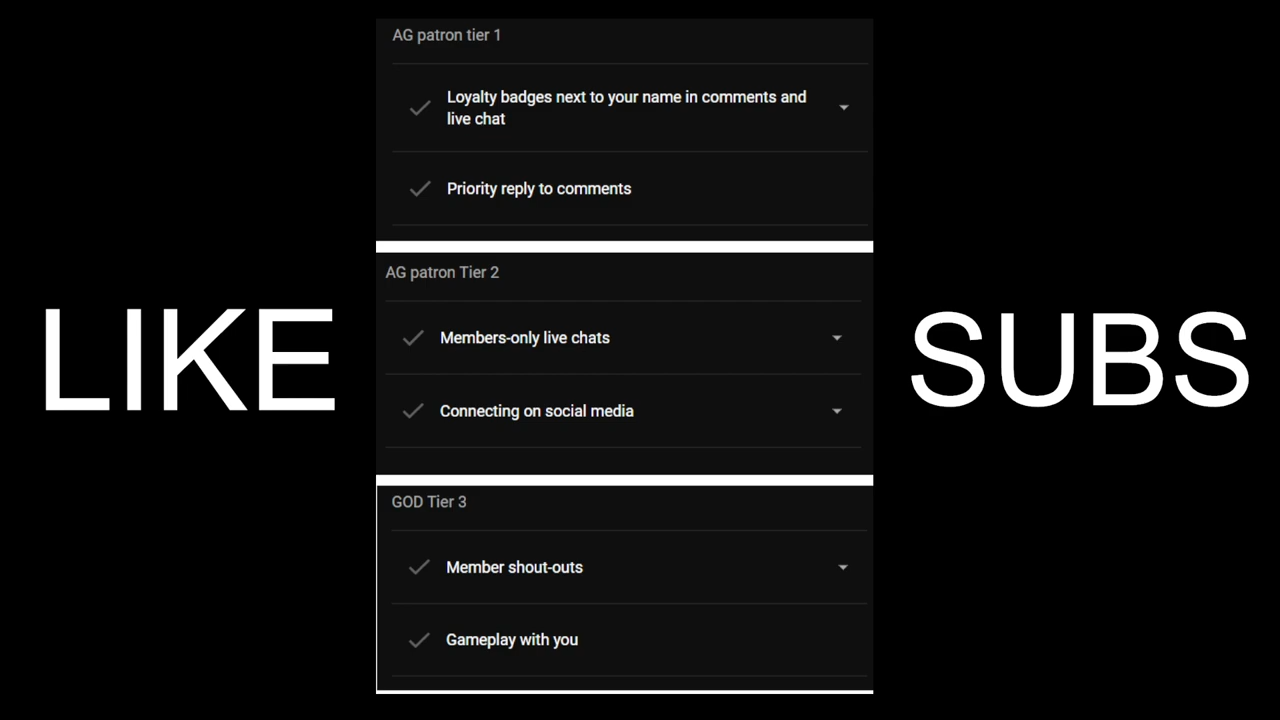 AG patron tier 1
Loyalty badges next to your name in comments and
live chat
Priority reply to comments
AG patron Tier 2
Members-only live chats
Connecting on social media
LIKE
SUBS
GOD Tier 3
Member shout-outs
Gameplay with you